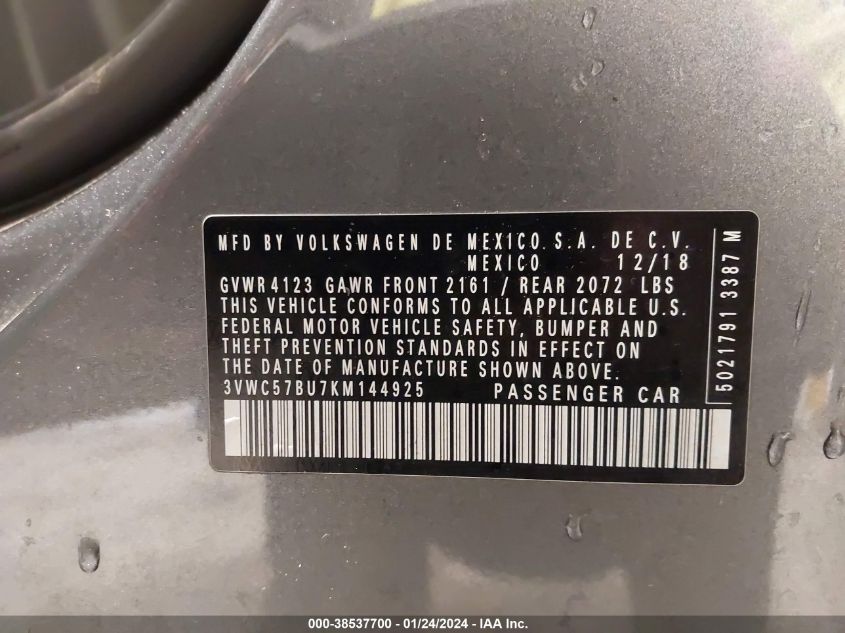 MFD BY VOLKSWAGEN DE MEXICO S.A. DE C.V.
MEXICO 12/18
GVWR 4123 GAWR FRONT 2161 / REAR 2072 LBS
THIS VEHICLE CONFORMS TO ALL APPLICABLE U.S.
FEDERAL MOTOR VEHICLE SAFETY, BUMPER AND
THEFT PREVENTION STANDARDS IN EFFECT ON
THE DATE OF MANUFACTURE SHOWN ABOVE.
3VWC57BU7KM144925 PASSENGER CAR
5021791 3387 M
000-38537700 - 01/24/2024 - IAA Inc.